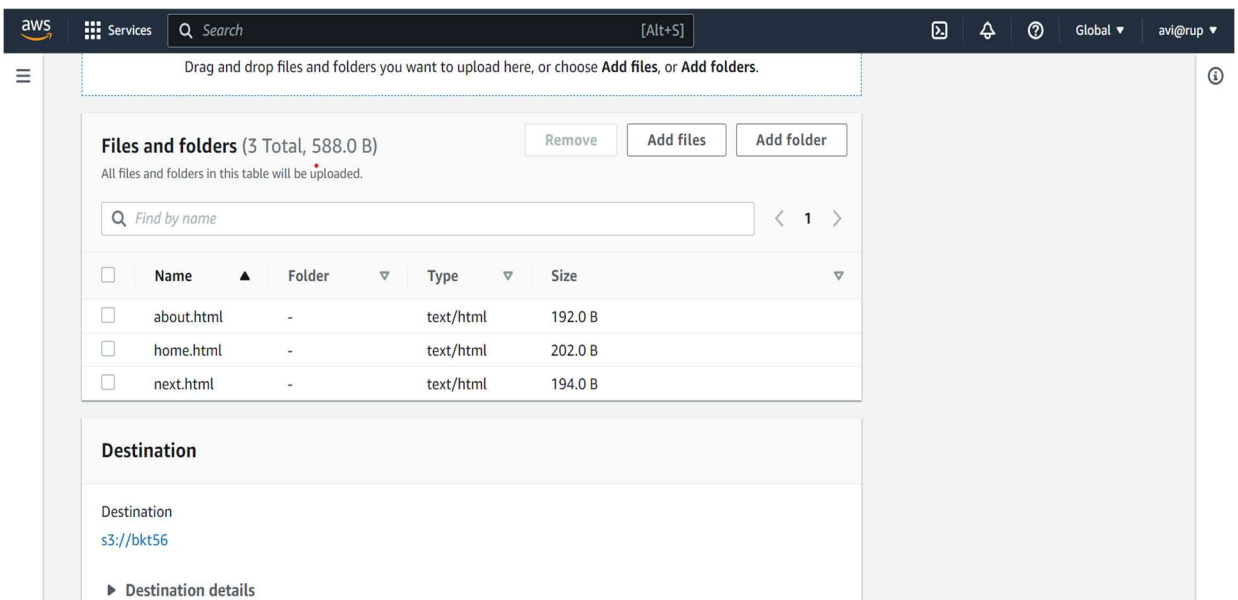 aws Services Search [Alt+S] Global avi@rup
Drag and drop files and folders you want to upload here, or choose Add files, or Add folders.
Files and folders (3 Total, 588.0 B) Remove Add files Add folder
All files and folders in this table will be uploaded.
Find by name 1
Name Folder Type Size
about.html - text/html 192.0 B
home.html - text/html 202.0 B
next.html - text/html 194.0 B
Destination
Destination
s3://bkt56
Destination details